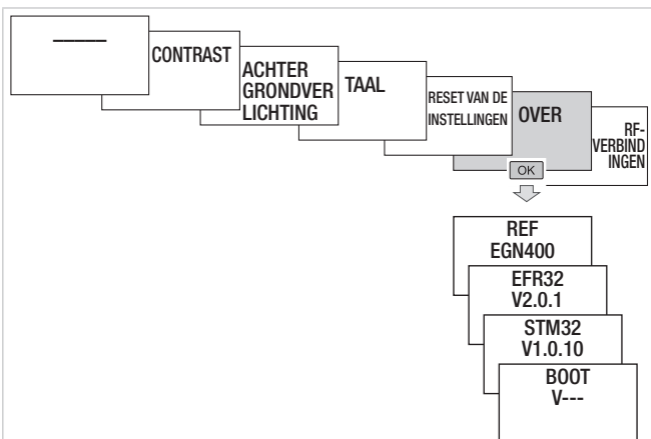 _____
CONTRAST
ACHTER
GRONDVER
LICHTING
TAAL
RESET VAN DE
INSTELLINGEN
OVER
RF-
VERBIND
INGEN
OK
REF
EGN400
EFR32
V2.0.1
STM32
V1.0.10
BOOT
V---